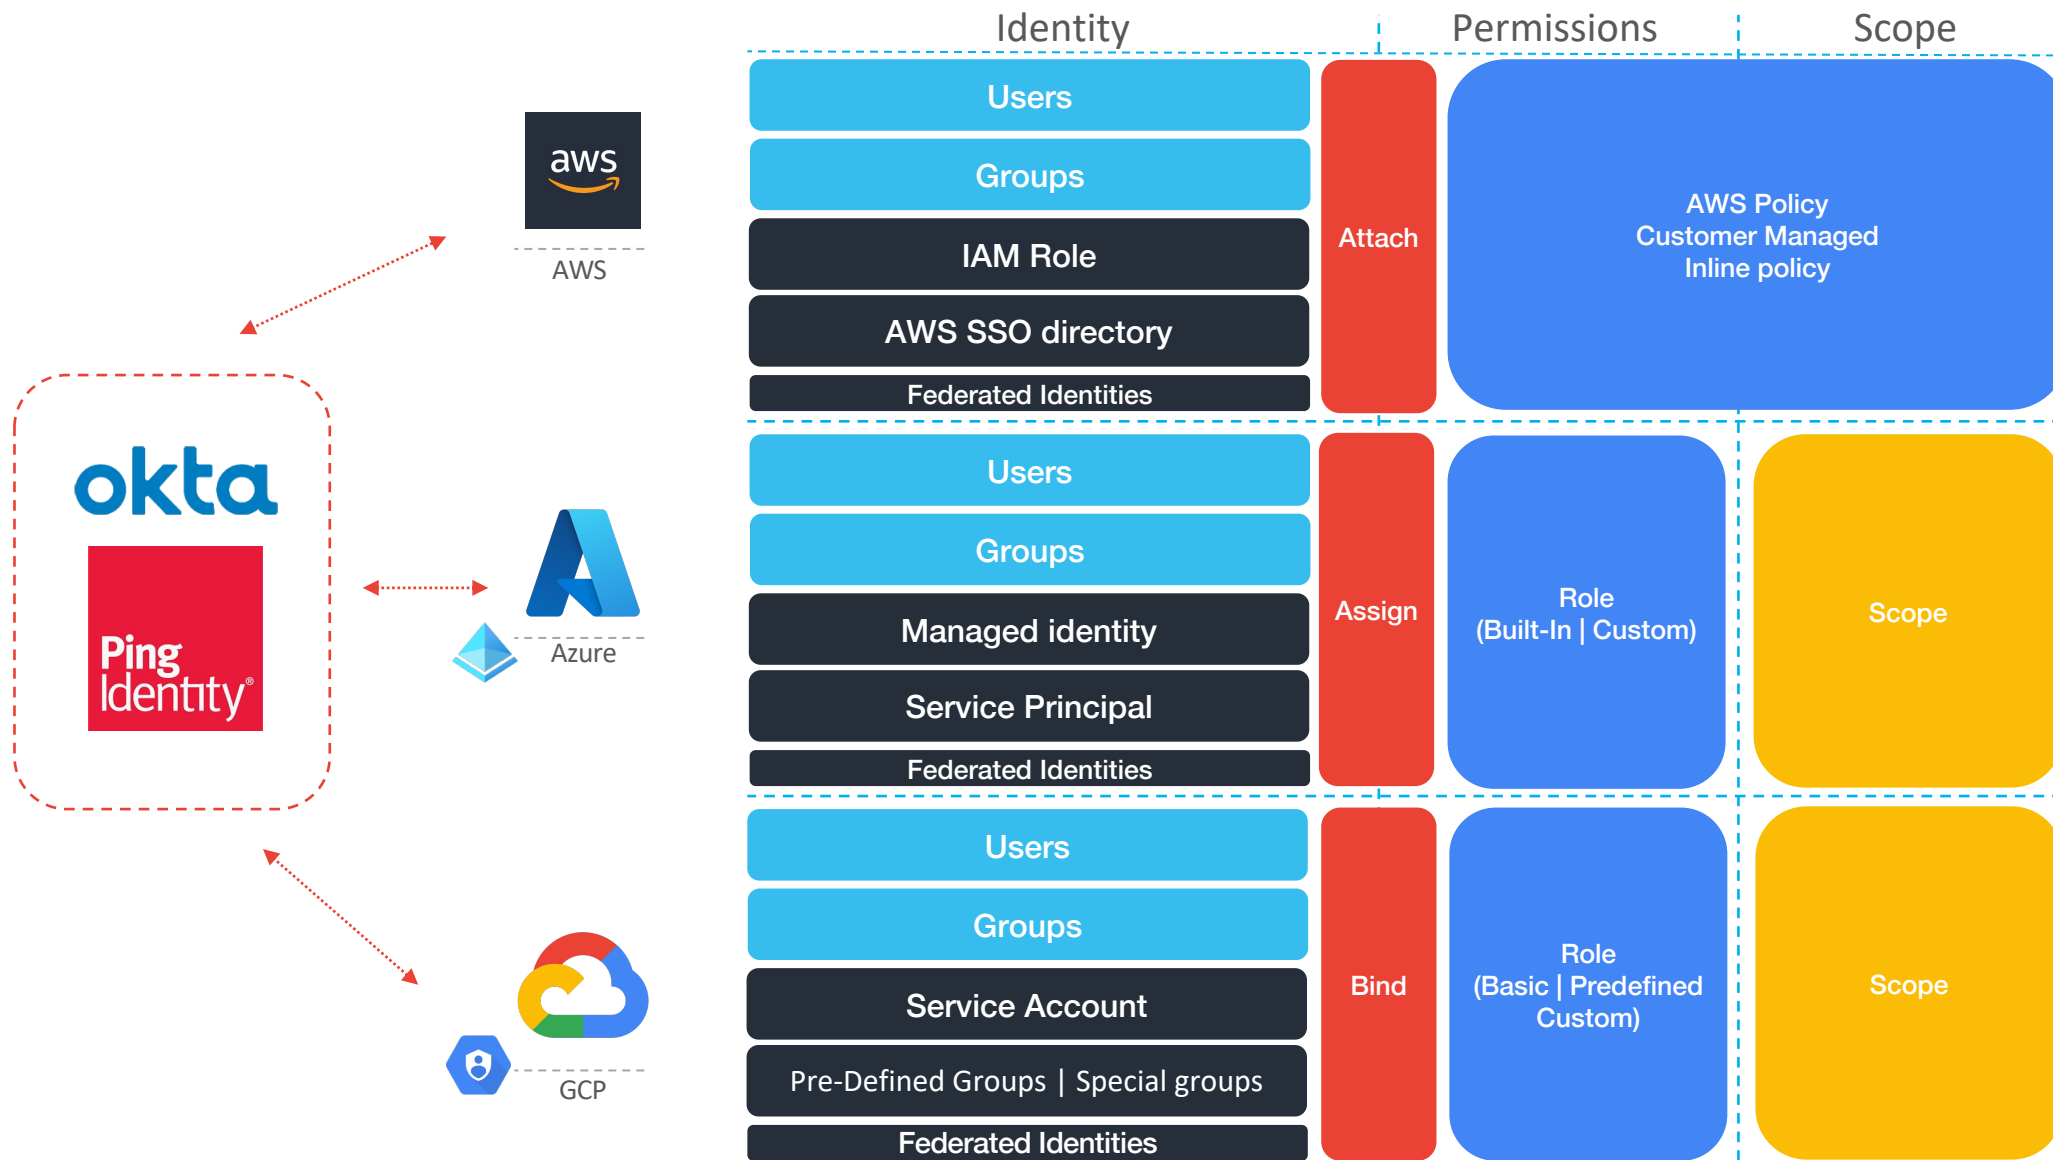 Identity
Permissions
Scope
aws
AWS
Users
Groups
IAM Role
AWS SSO directory
Federated Identities
Attach
AWS Policy
Customer Managed
Inline policy
okta
Ping
Identity®
Azure
Users
Groups
Managed identity
Service Principal
Federated Identities
Assign
Role
(Built-In | Custom)
Scope
GCP
Users
Groups
Service Account
Pre-Defined Groups | Special groups
Federated Identities
Bind
Role
(Basic | Predefined
Custom)
Scope